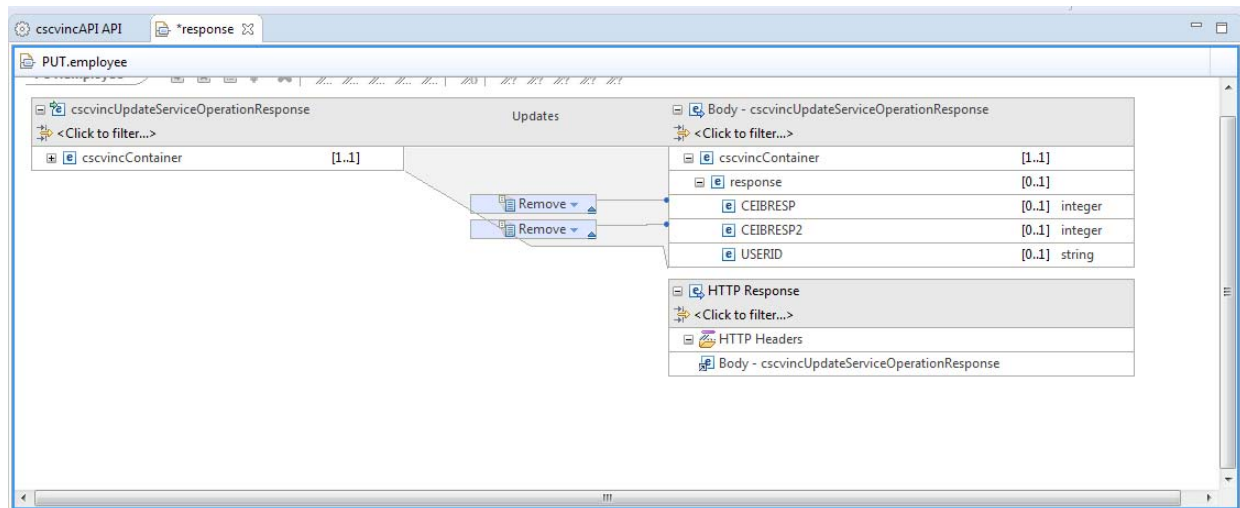 cscvincAPI API
*response
PUT.employee
cscvincUpdateServiceOperationResponse
<Click to filter...>
cscvincContainer [1..1]
Updates
Remove
Remove
Body - cscvincUpdateServiceOperationResponse
<Click to filter...>
cscvincContainer [1..1]
response [0..1]
CEIBRESP [0..1] integer
CEIBRESP2 [0..1] integer
USERID [0..1] string
HTTP Response
<Click to filter...>
HTTP Headers
Body - cscvincUpdateServiceOperationResponse